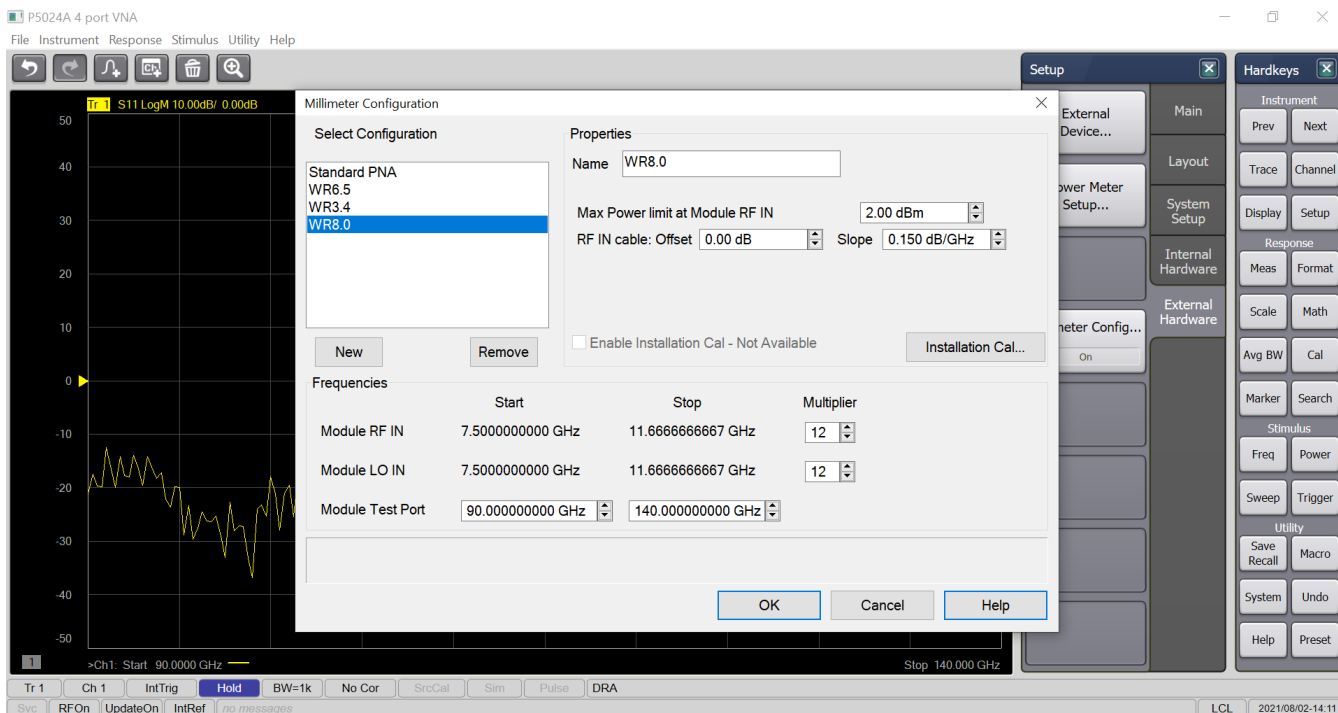 P5024A 4 port VNA
File Instrument Response Stimulus Utility Help
Tr 1 S11 LogM 10.00dB/ 0.00dB
50
40
30
20
10
0
-10
-20
-30
-40
-50
1
>Ch1: Start 90.0000 GHz
Stop 140.000 GHz
Millimeter Configuration
Select Configuration
Standard PNA
WR6.5
WR3.4
WR8.0
New
Remove
Properties
Name WR8.0
Max Power limit at Module RF IN 2.00 dBm
RF IN cable: Offset 0.00 dB Slope 0.150 dB/GHz
Enable Installation Cal - Not Available
Installation Cal...
Frequencies
Start Stop Multiplier
Module RF IN 7.5000000000 GHz 11.6666666667 GHz 12
Module LO IN 7.5000000000 GHz 11.6666666667 GHz 12
Module Test Port 90.000000000 GHz 140.000000000 GHz
OK Cancel Help
Setup
External
Device...
ower Meter
Setup...
neter Config...
On
Main
Layout
System
Setup
Internal
Hardware
External
Hardware
Hardkeys
Instrument
Prev Next
Trace Channel
Display Setup
Response
Meas Format
Scale Math
Avg BW Cal
Marker Search
Stimulus
Freq Power
Sweep Trigger
Utility
Save
Recall
Macro
System Undo
Help Preset
Tr 1 Ch 1 IntTrig Hold BW=1k No Cor SrcCal Sim Pulse DRA
Svc RFOn UpdateOn IntRef no messages LCL 2021/08/02-14:11